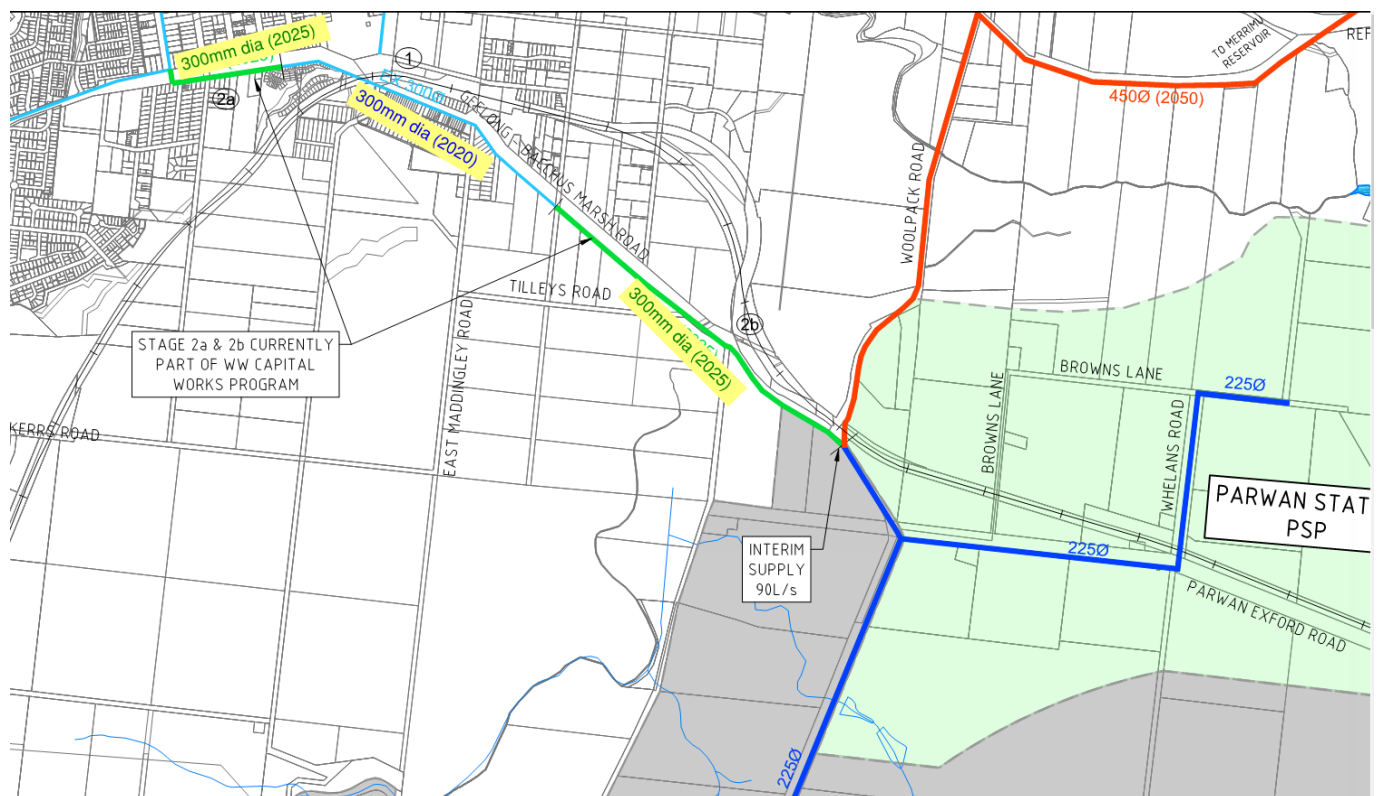 300mm dia (2025)
2a
1
300mm dia (2020)
GEELONG - BACCHUS MARSH ROAD
TO MERRIMU
RESERVOIR
REF
450Ø (2050)
WOOLPACK ROAD
TILLEYS ROAD
300mm dia (2025)
2b
STAGE 2a & 2b CURRENTLY
PART OF WW CAPITAL
WORKS PROGRAM
EAST MADDINGLEY ROAD
KERRS ROAD
BROWNS LANE
225Ø
BROWNS LANE
WHELANS ROAD
PARWAN STAT
PSP
INTERIM
SUPPLY
90L/s
225Ø
PARWAN EXFORD ROAD
225Ø